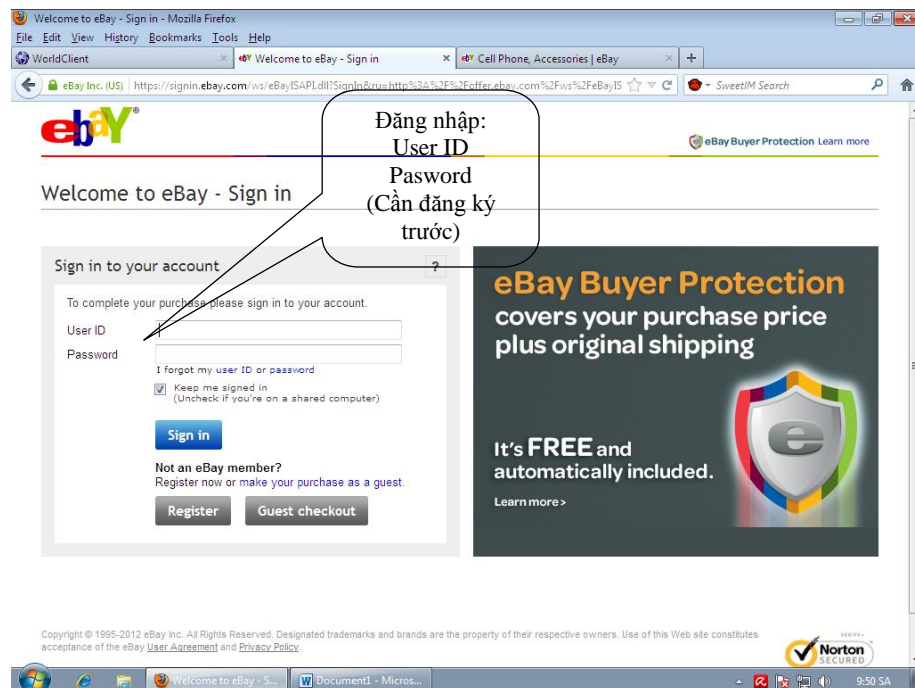 Welcome to eBay - Sign in - Mozilla Firefox
File Edit View History Bookmarks Tools Help
WorldClient
Welcome to eBay - Sign in
Cell Phone, Accessories | eBay
eBay Inc. (US) https://signin.ebay.com/ws/eBayISAPI.dll?SignIn&ru=http%3A%2F%2Foffer.ebay.com%2Fws%2FeBayIS
SweetIM Search
ebY
Đăng nhập:
User ID
Pasword
(Cần đăng ký
trước)
eBay Buyer Protection Learn more
Welcome to eBay - Sign in
Sign in to your account
?
To complete your purchase please sign in to your account.
User ID
Password
I forgot my user ID or password
Keep me signed in
(Uncheck if you're on a shared computer)
Sign in
Not an eBay member?
Register now or make your purchase as a guest.
Register
Guest checkout
eBay Buyer Protection
covers your purchase price
plus original shipping
It's FREE and
automatically included.
Learn more >
e
Copyright © 1995-2012 eBay Inc. All Rights Reserved. Designated trademarks and brands are the property of their respective owners. Use of this Web site constitutes
acceptance of the eBay User Agreement and Privacy Policy.
Norton
SECURED
Welcome to eBay - S...
Document1 - Micros...
9:50 SA